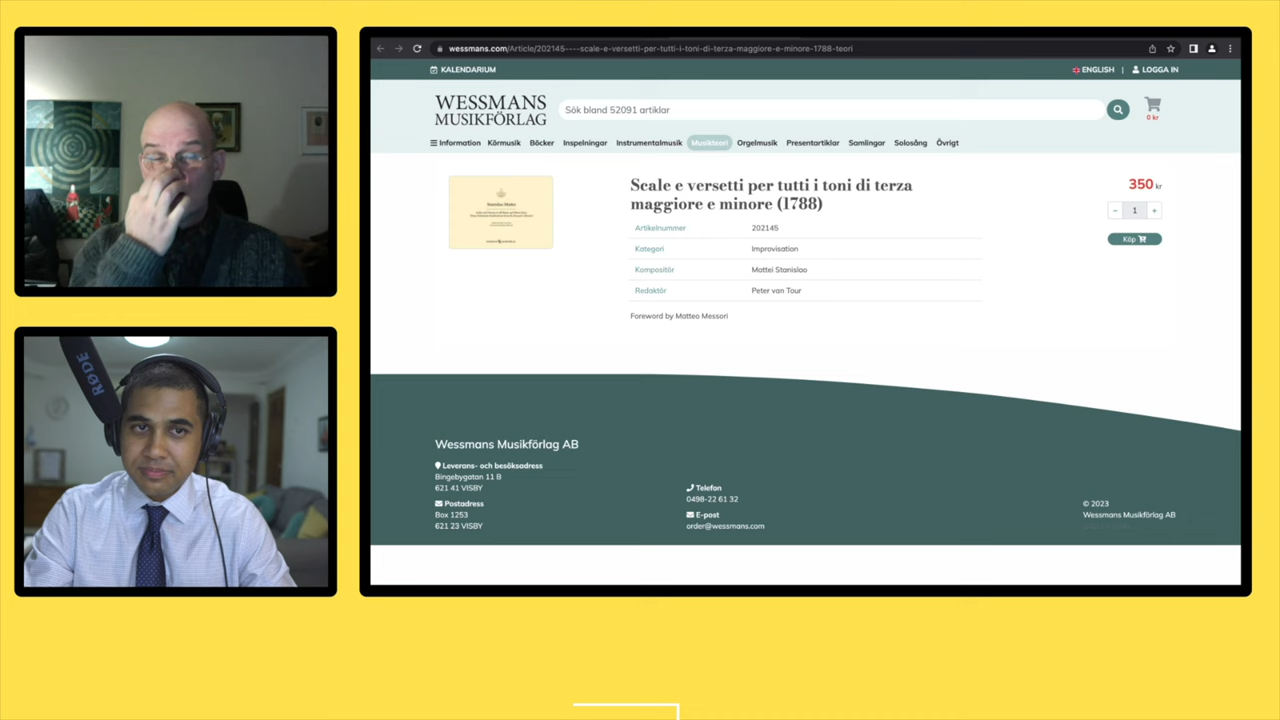 RØDE
wessmans.com/Article/202145----scale-e-versetti-per-tutti-i-toni-di-terza-maggiore-e-minore-1788-teori
KALENDARIUM
ENGLISH | LOGGA IN
WESSMANS
MUSIKFÖRLAG
Sök bland 52091 artiklar
0 kr
Information Körmusik Böcker Inspelningar Instrumentalmusik Musikteori Orgelmusik Presentartiklar Samlingar Solosång Övrigt
Scale e versetti per tutti i toni di terza
maggiore e minore (1788)
350 kr
− 1 +
Köp
Artikelnummer 202145
Kategori Improvisation
Kompositör Mattei Stanislao
Redaktör Peter van Tour
Foreword by Matteo Messori
Stanislao Mattei
Wessmans Musikförlag AB
Leverans- och besöksadress
Bingebygatan 11 B
621 41 VISBY
Postadress
Box 1253
621 23 VISBY
Telefon
0498-22 61 32
E-post
order@wessmans.com
© 2023
Wessmans Musikförlag AB